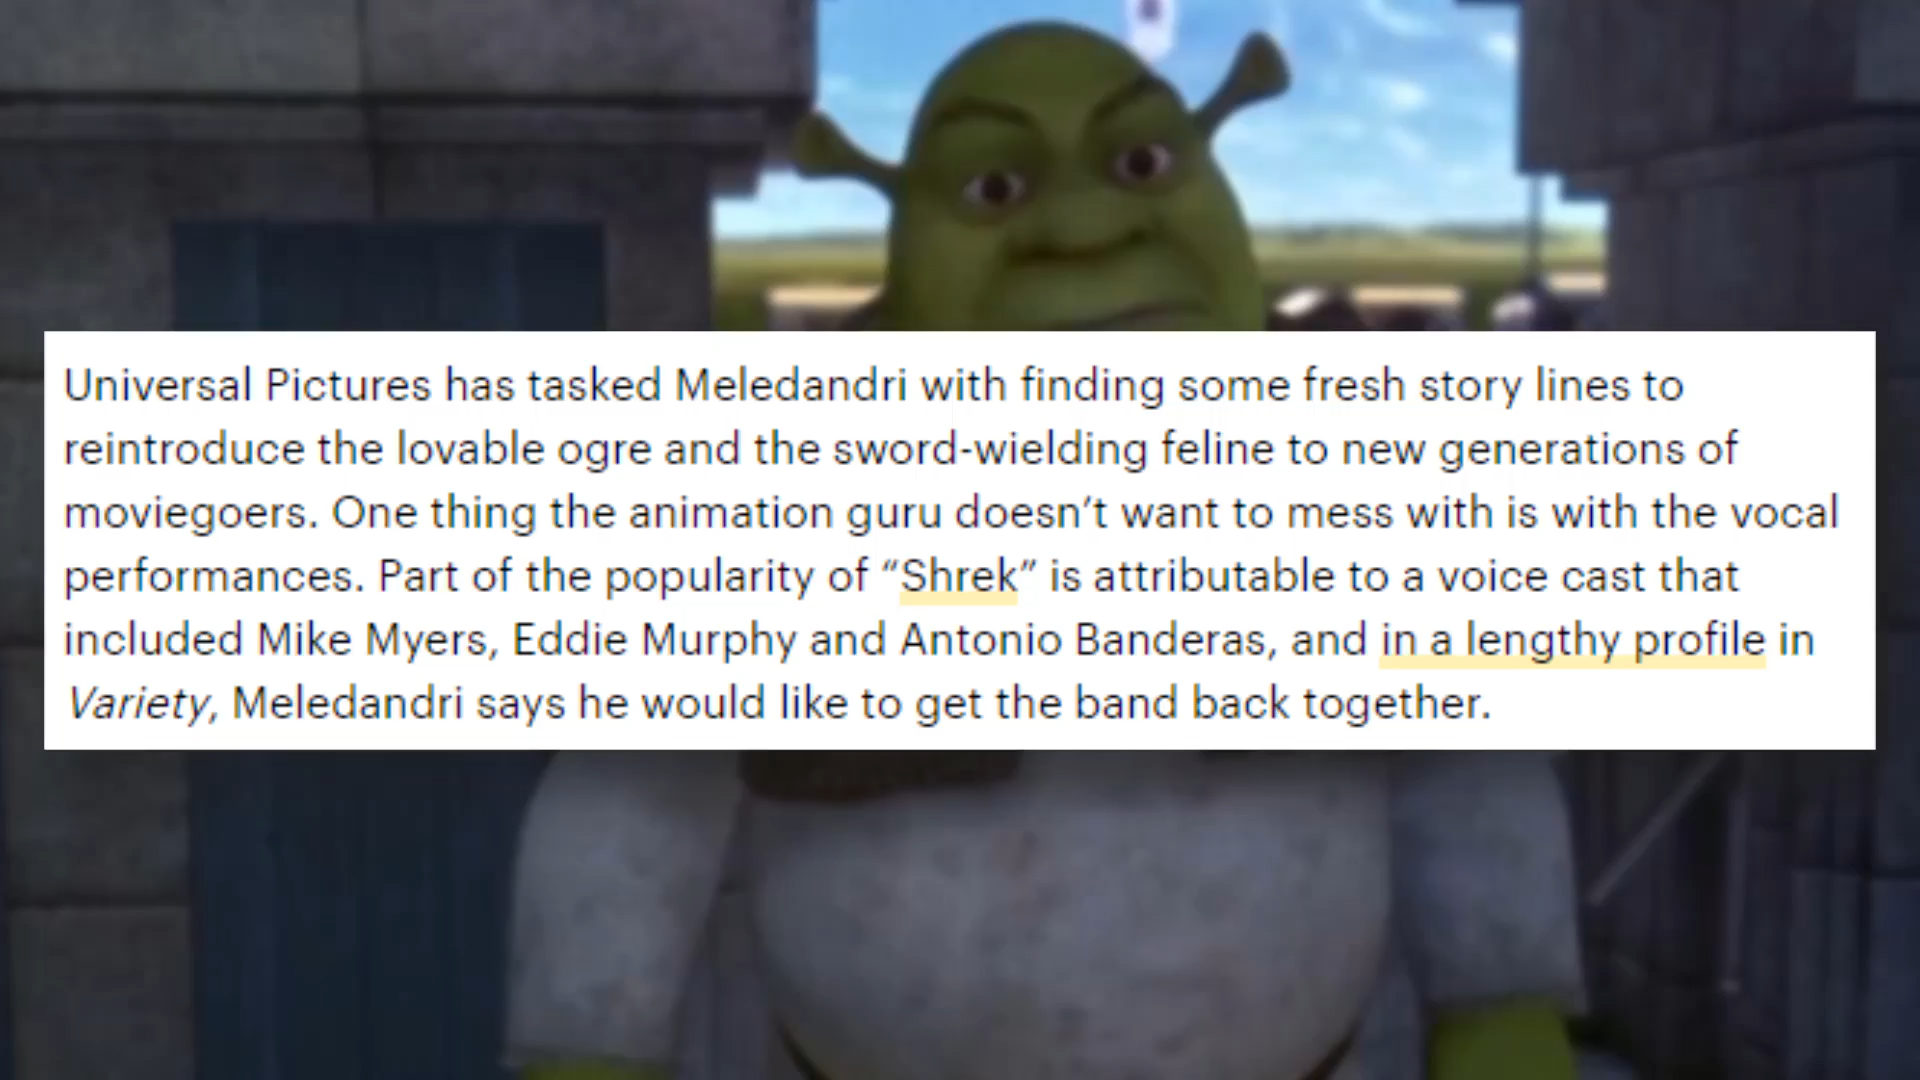 Universal Pictures has tasked Meledandri with finding some fresh story lines to
reintroduce the lovable ogre and the sword-wielding feline to new generations of
moviegoers. One thing the animation guru doesn’t want to mess with is with the vocal
performances. Part of the popularity of “Shrek” is attributable to a voice cast that
included Mike Myers, Eddie Murphy and Antonio Banderas, and in a lengthy profile in
Variety, Meledandri says he would like to get the band back together.